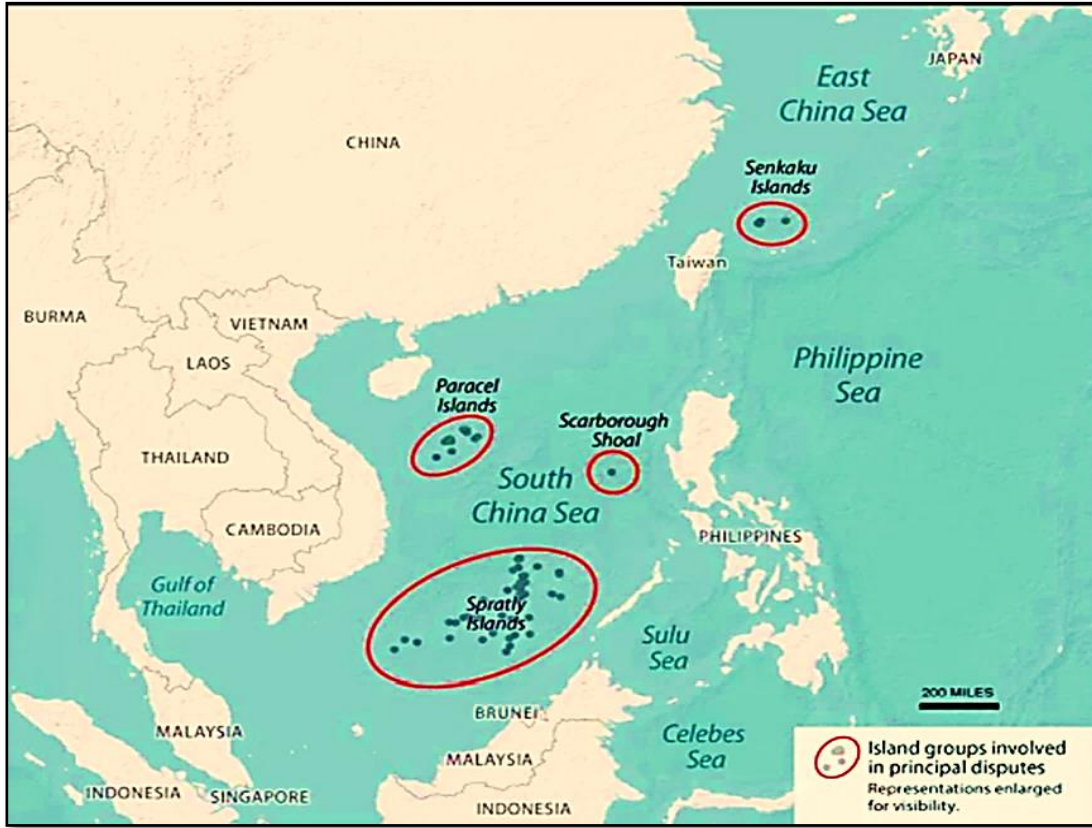 JAPAN
East
China Sea
CHINA
Senkaku
Islands
Taiwan
BURMA
VIETNAM
LAOS
Philippine
Sea
Paracel
Islands
Scarborough
Shoal
THAILAND
South
China Sea
CAMBODIA
PHILIPPINES
Gulf of
Thailand
Spratly
Islands
Sulu
Sea
200 MILES
BRUNEI
MALAYSIA
Celebes
Sea
MALAYSIA
INDONESIA
SINGAPORE
INDONESIA
Island groups involved
in principal disputes
Representations enlarged
for visibility.